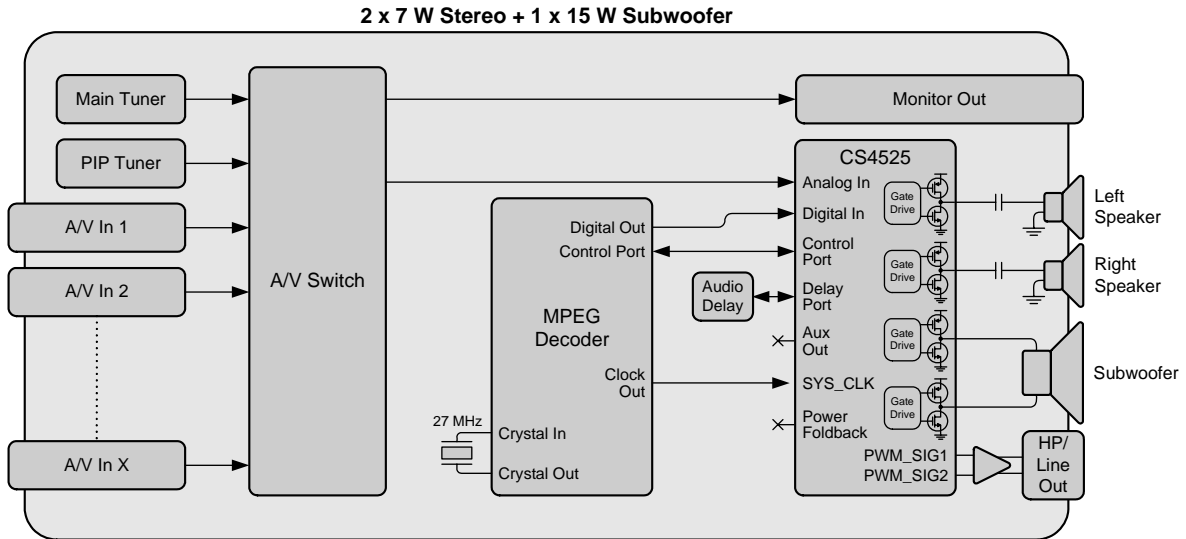 2 x 7 W Stereo + 1 x 15 W Subwoofer
Main Tuner
PIP Tuner
A/V In 1
A/V In 2
A/V In X
A/V Switch
Monitor Out
MPEG
Decoder
Digital Out
Control Port
Clock
Out
27 MHz
Crystal In
Crystal Out
Audio
Delay
CS4525
Analog In
Digital In
Control
Port
Delay
Port
Aux
Out
SYS_CLK
Power
Foldback
PWM_SIG1
PWM_SIG2
Gate
Drive
Gate
Drive
Gate
Drive
Gate
Drive
Left
Speaker
Right
Speaker
Subwoofer
HP/
Line
Out